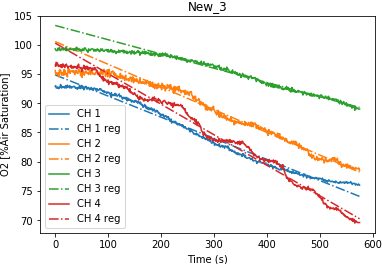 New_3
O2 [%Air Saturation]
105
100
95
90
85
80
75
70
CH 1
CH 1 reg
CH 2
CH 2 reg
CH 3
CH 3 reg
CH 4
CH 4 reg
0 100 200 300 400 500 600
Time (s)